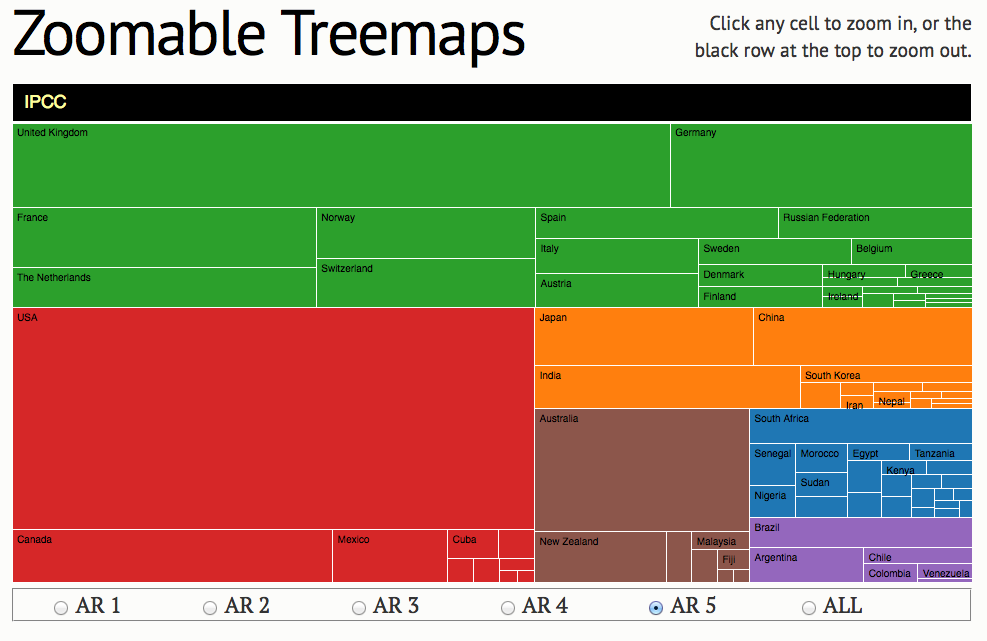 Zoomable Treemaps
Click any cell to zoom in, or the
black row at the top to zoom out.
IPCC
United Kingdom
Germany
France
Norway
Spain
Russian Federation
Italy
Sweden
Belgium
Switzerland
The Netherlands
Denmark
Hungary
Greece
Austria
Finland
Ireland
USA
Japan
China
India
South Korea
Iran
Nepal
Australia
South Africa
Senegal
Morocco
Egypt
Tanzania
Kenya
Sudan
Nigeria
Brazil
Canada
Mexico
Cuba
New Zealand
Malaysia
Fiji
Argentina
Chile
Colombia
Venezuela
AR 1
AR 2
AR 3
AR 4
AR 5
ALL